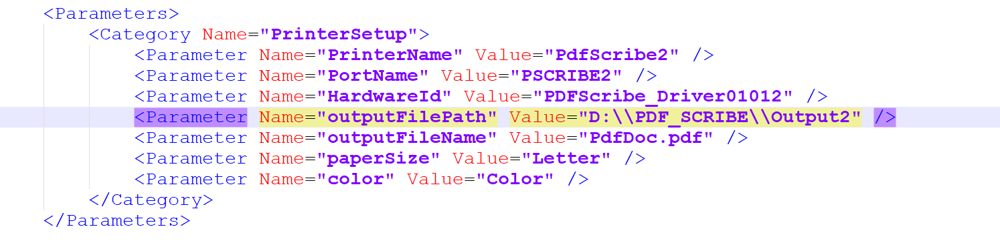 <Parameters>
<Category Name="PrinterSetup">
<Parameter Name="PrinterName" Value="PdfScribe2" />
<Parameter Name="PortName" Value="PSCRIBE2" />
<Parameter Name="HardwareId" Value="PDFScribe_Driver01012" />
<Parameter Name="outputFilePath" Value="D:\\PDF_SCRIBE\\Output2" />
<Parameter Name="outputFileName" Value="PdfDoc.pdf" />
<Parameter Name="paperSize" Value="Letter" />
<Parameter Name="color" Value="Color" />
</Category>
</Parameters>